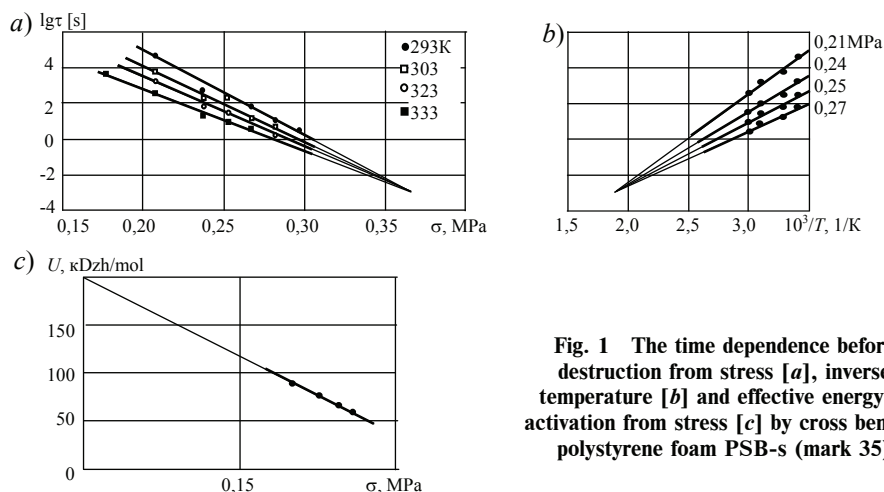 a)
lgτ [s]
6
4
2
0
-2
-4
0,15
0,20
0,25
0,30
0,35
σ, MPa
293K
303
323
333
b)
0,21MPa
0,24
0,25
0,27
1,5
2,0
2,5
3,0
10³/T, 1/K
c)
U, кDzh/mol
150
100
50
0
0,15
σ, MPa
Fig. 1 The time dependence befor
destruction from stress [a], inverse
temperature [b] and effective energy
activation from stress [c] by cross ben
polystyrene foam PSB-s (mark 35)